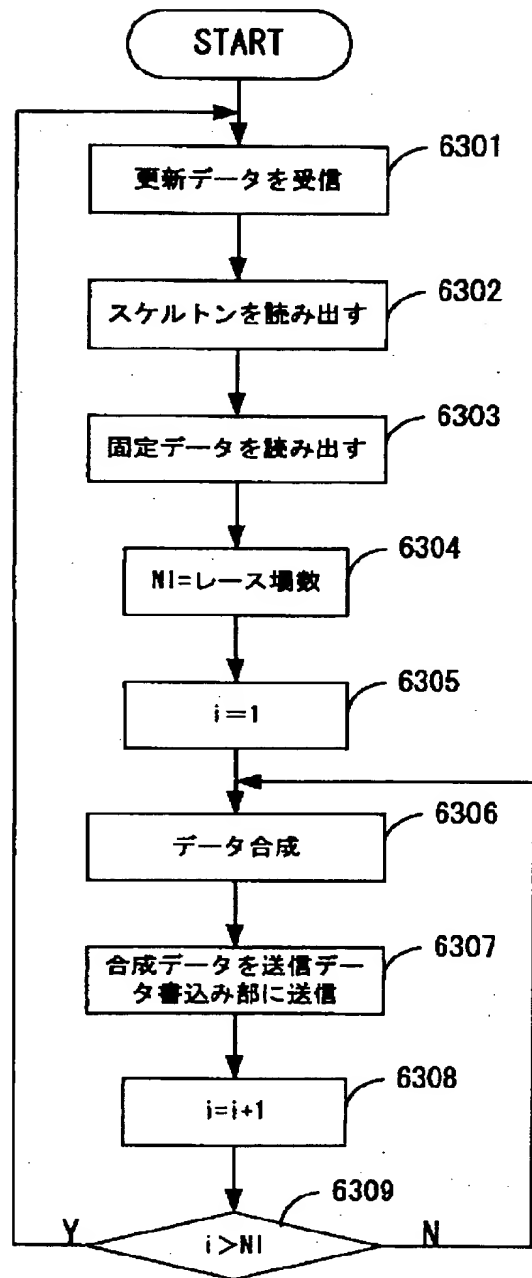 START
6301
更新データを受信
6302
スケルトンを読み出す
6303
固定データを読み出す
6304
NI=レース場数
6305
i=1
6306
データ合成
6307
合成データを送信デー
タ書込み部に送信
6308
i=i+1
6309
Y
i>NI
N